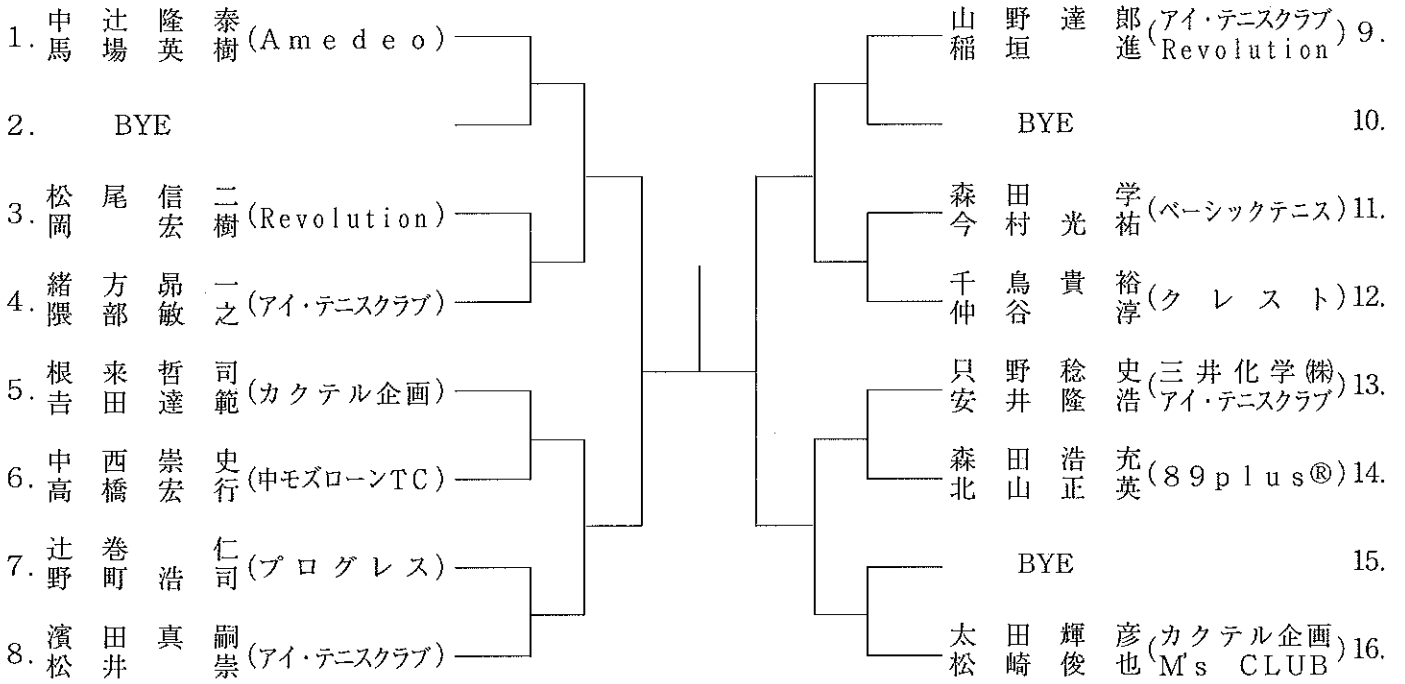 1. 中辻隆泰 (Amedeo)
馬場英樹
2. BYE
3. 松尾信二 (Revolution)
岡宏樹
4. 緒方昴一 (アイ・テニスクラブ)
隈部敏之
5. 根来哲司 (カクテル企画)
吉田達範
6. 中西崇史 (中モズローンTC)
高橋宏行
7. 辻巻仁 (プログレス)
野町浩司
8. 濱田真嗣 (アイ・テニスクラブ)
松井崇
山野達郎 (アイ・テニスクラブ) 9.
稲垣進 Revolution
BYE 10.
森田学 (ベーシックテニス) 11.
今村光祐
千鳥貴裕 (クレスト) 12.
仲谷淳
只野稔史 (三井化学㈱) 13.
安井隆浩 アイ・テニスクラブ
森田浩充 (89plus®) 14.
北山正英
BYE 15.
太田輝彦 (カクテル企画) 16.
松崎俊也 M's CLUB